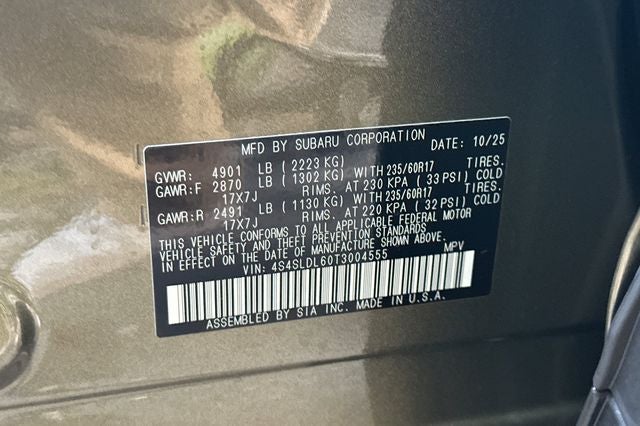 MFD BY SUBARU CORPORATION DATE: 10/25
GVWR: 4901 LB (2223 KG)
GAWR:F 2870 LB (1302 KG) WITH 235/60R17 TIRES.
17X7J RIMS. AT 230 KPA (33 PSI) COLD
GAWR:R 2491 LB (1130 KG) WITH 235/60R17 TIRES.
17X7J RIMS. AT 220 KPA (32 PSI) COLD
THIS VEHICLE CONFORMS TO ALL APPLICABLE FEDERAL MOTOR
VEHICLE SAFETY AND THEFT PREVENTION STANDARDS
IN EFFECT ON THE DATE OF MANUFACTURE SHOWN ABOVE.
VIN: 4S4SLDL60T3004555 MPV
ASSEMBLED BY SIA INC. MADE IN U.S.A.